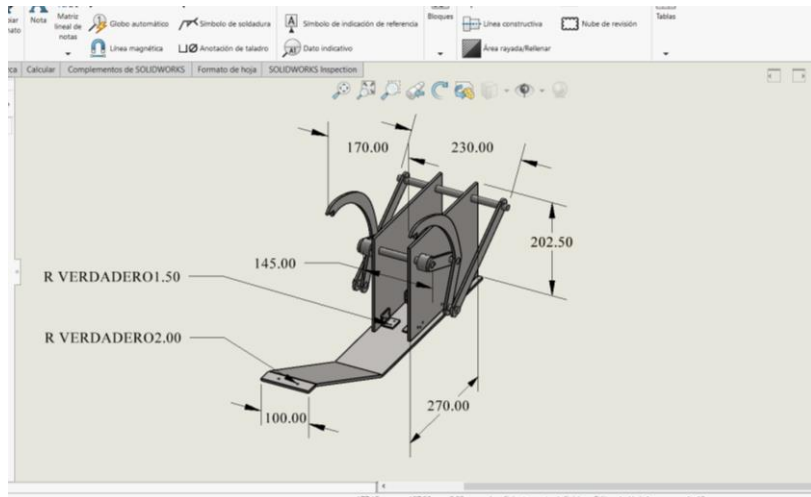 Nota
Matriz
lineal de
notas
Globo automático
Símbolo de soldadura
Símbolo de indicación de referencia
Bloques
Línea constructiva
Nube de revisión
Tablas
Línea magnética
Anotación de taladro
Dato indicativo
Área rayada/Rellenar
Calcular
Complementos de SOLIDWORKS
Formato de hoja
SOLIDWORKS Inspection
170.00
230.00
202.50
145.00
R VERDADERO1.50
R VERDADERO2.00
270.00
100.00